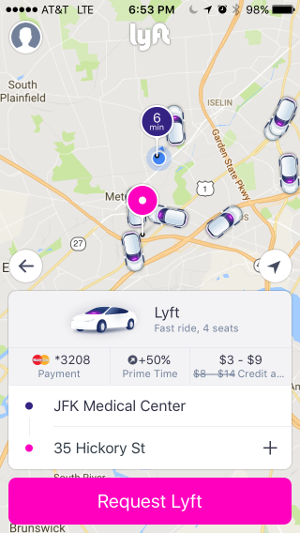 AT&T LTE 6:53 PM 98%
lyft
South
Plainfield
ISELIN
6
min
Garden State Pkwy
1
27
Lyft
Fast ride, 4 seats
*3208
Payment
+50%
Prime Time
$3 - $9
$8 - $14 Credit a...
JFK Medical Center
35 Hickory St
South River
Request Lyft
Brunswick